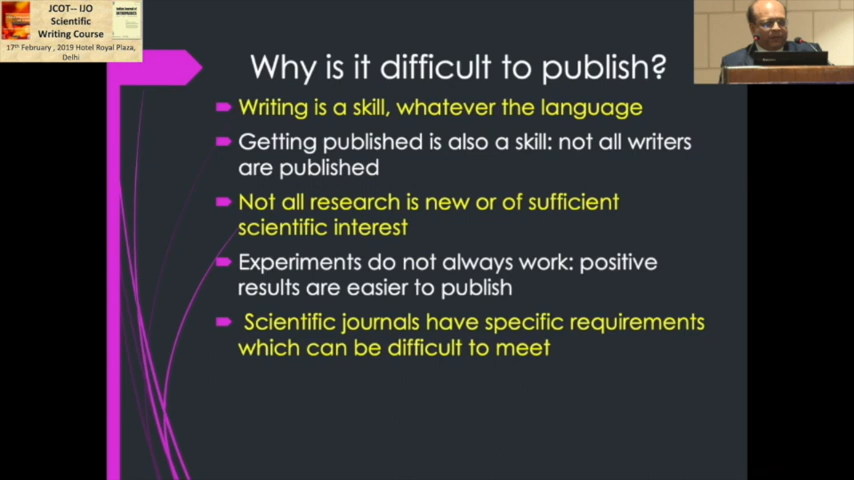 JCOT-- IJO
Scientific
Writing Course
17th February , 2019 Hotel Royal Plaza,
Delhi
Why is it difficult to publish?
Writing is a skill, whatever the language
Getting published is also a skill: not all writers
are published
Not all research is new or of sufficient
scientific interest
Experiments do not always work: positive
results are easier to publish
Scientific journals have specific requirements
which can be difficult to meet